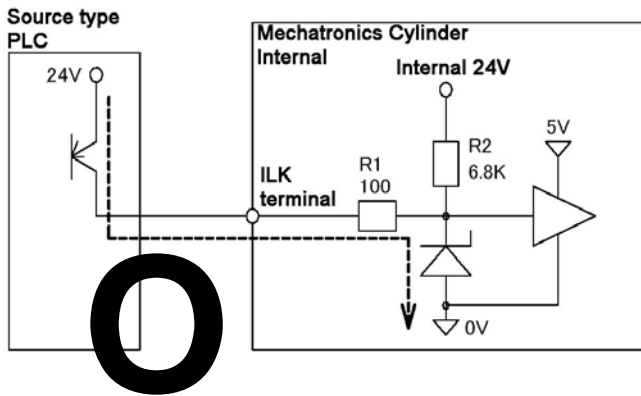 Source type
PLC
24V
Mechatronics Cylinder
Internal
Internal 24V
5V
R2
6.8K
R1
100
ILK
terminal
0V
O